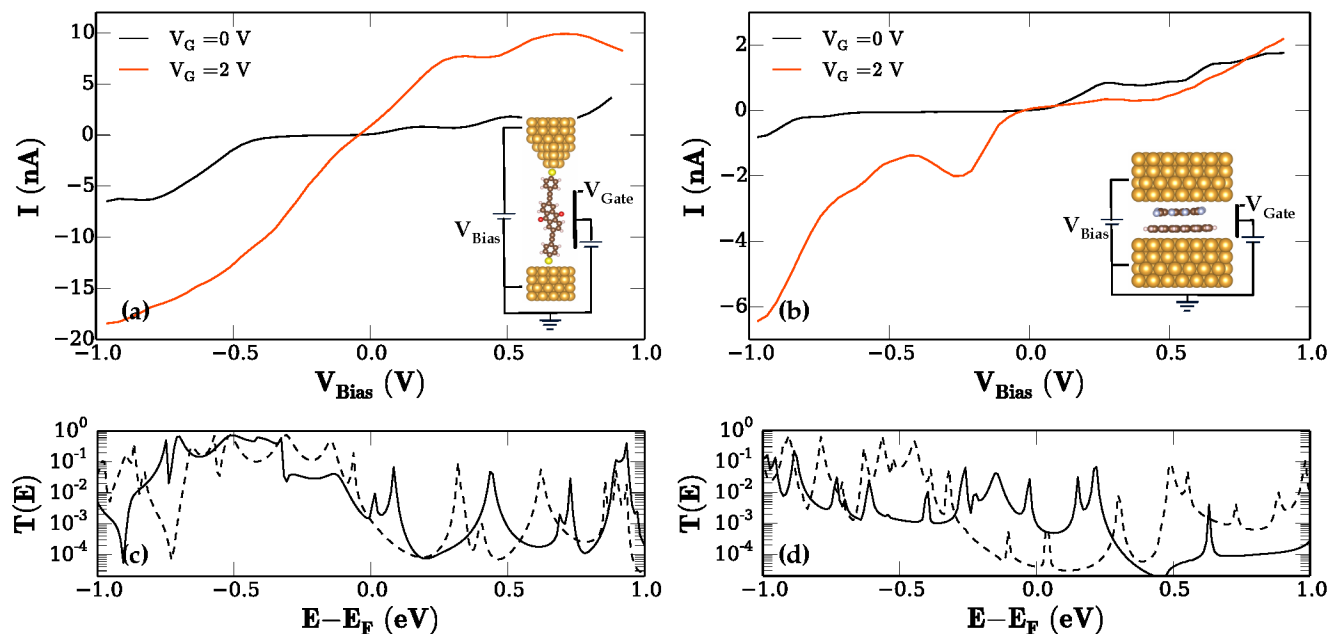 V_G =0 V
V_G =2 V
10
5
0
−5
−10
−15
−20
I (nA)
V_Bias
V_Gate
(a)
−1.0 −0.5 0.0 0.5 1.0
V_Bias (V)
V_G =0 V
V_G =2 V
2
0
−2
−4
−6
I (nA)
V_Bias
V_Gate
(b)
−1.0 −0.5 0.0 0.5 1.0
V_Bias (V)
10^0
10^-1
10^-2
10^-3
10^-4
T(E)
(c)
−1.0 −0.5 0.0 0.5 1.0
E−E_F (eV)
10^0
10^-1
10^-2
10^-3
10^-4
T(E)
(d)
−1.0 −0.5 0.0 0.5 1.0
E−E_F (eV)